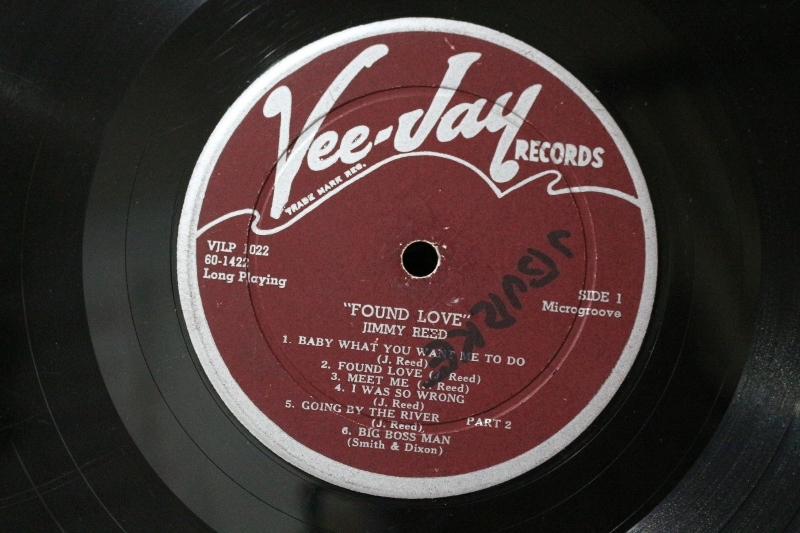 Vee-Jay
RECORDS
TRADE MARK REG.
VJLP 1022
60-1422
Long Playing
SIDE 1
Microgroove
"FOUND LOVE"
JIMMY REED
1. BABY WHAT YOU WANT ME TO DO
(J. Reed)
2. FOUND LOVE (J. Reed)
3. MEET ME (J. Reed)
4. I WAS SO WRONG
(J. Reed)
5. GOING BY THE RIVER PART 2
(J. Reed)
6. BIG BOSS MAN
(Smith & Dixon)